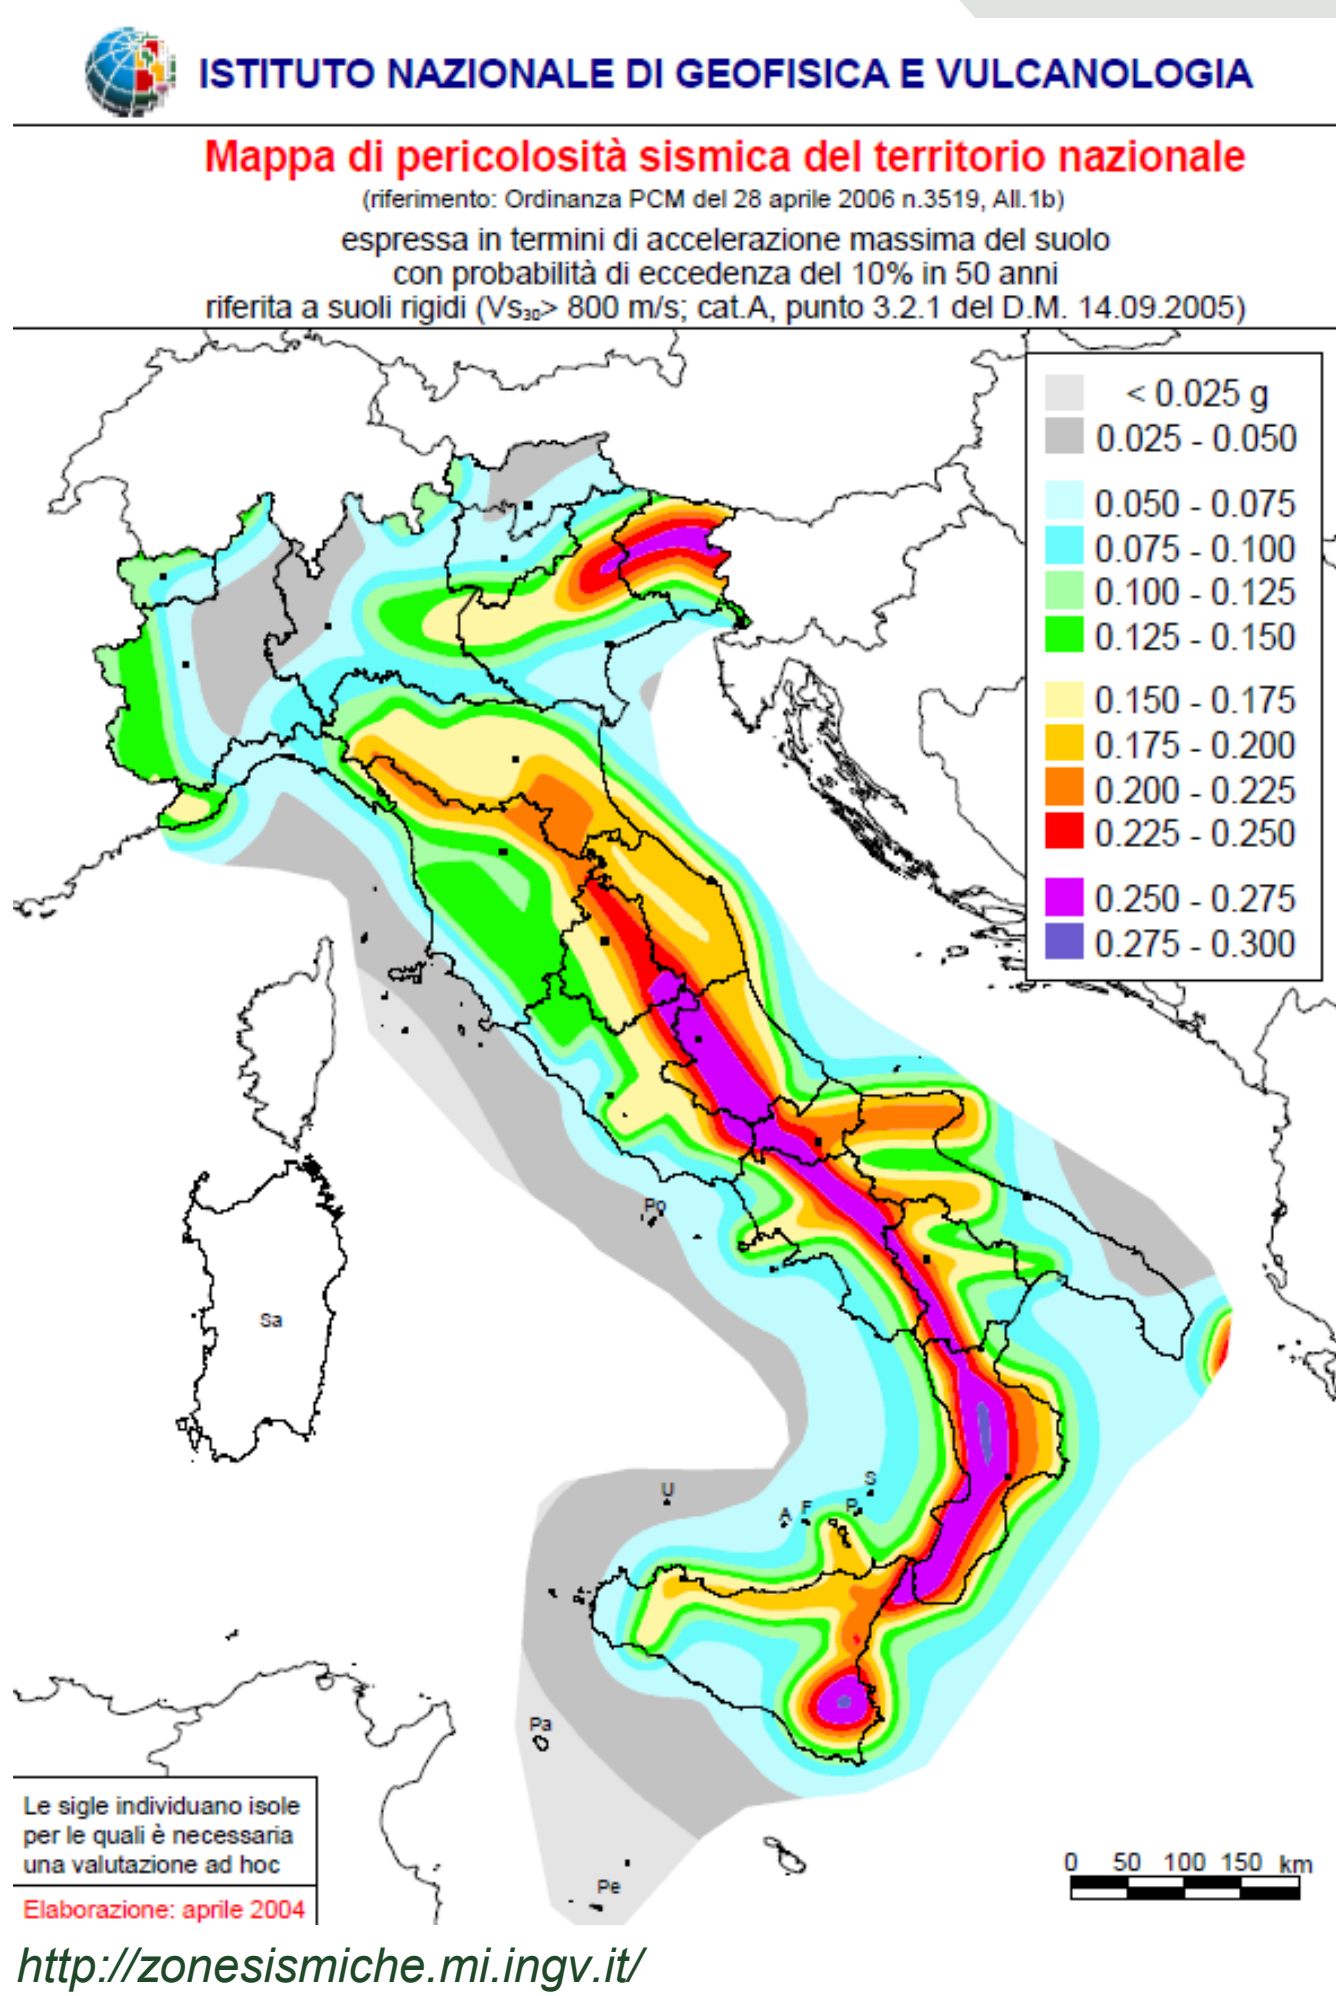 ISTITUTO NAZIONALE DI GEOFISICA E VULCANOLOGIA
Mappa di pericolosità sismica del territorio nazionale
(riferimento: Ordinanza PCM del 28 aprile 2006 n.3519, All.1b)
espressa in termini di accelerazione massima del suolo
con probabilità di eccedenza del 10% in 50 anni
riferita a suoli rigidi (Vs₃₀> 800 m/s; cat.A, punto 3.2.1 del D.M. 14.09.2005)
< 0.025 g
0.025 - 0.050
0.050 - 0.075
0.075 - 0.100
0.100 - 0.125
0.125 - 0.150
0.150 - 0.175
0.175 - 0.200
0.200 - 0.225
0.225 - 0.250
0.250 - 0.275
0.275 - 0.300
Po
Sa
U
A
F
P
S
Pa
Pe
Le sigle individuano isole
per le quali è necessaria
una valutazione ad hoc
Elaborazione: aprile 2004
0 50 100 150 km
http://zonesismiche.mi.ingv.it/